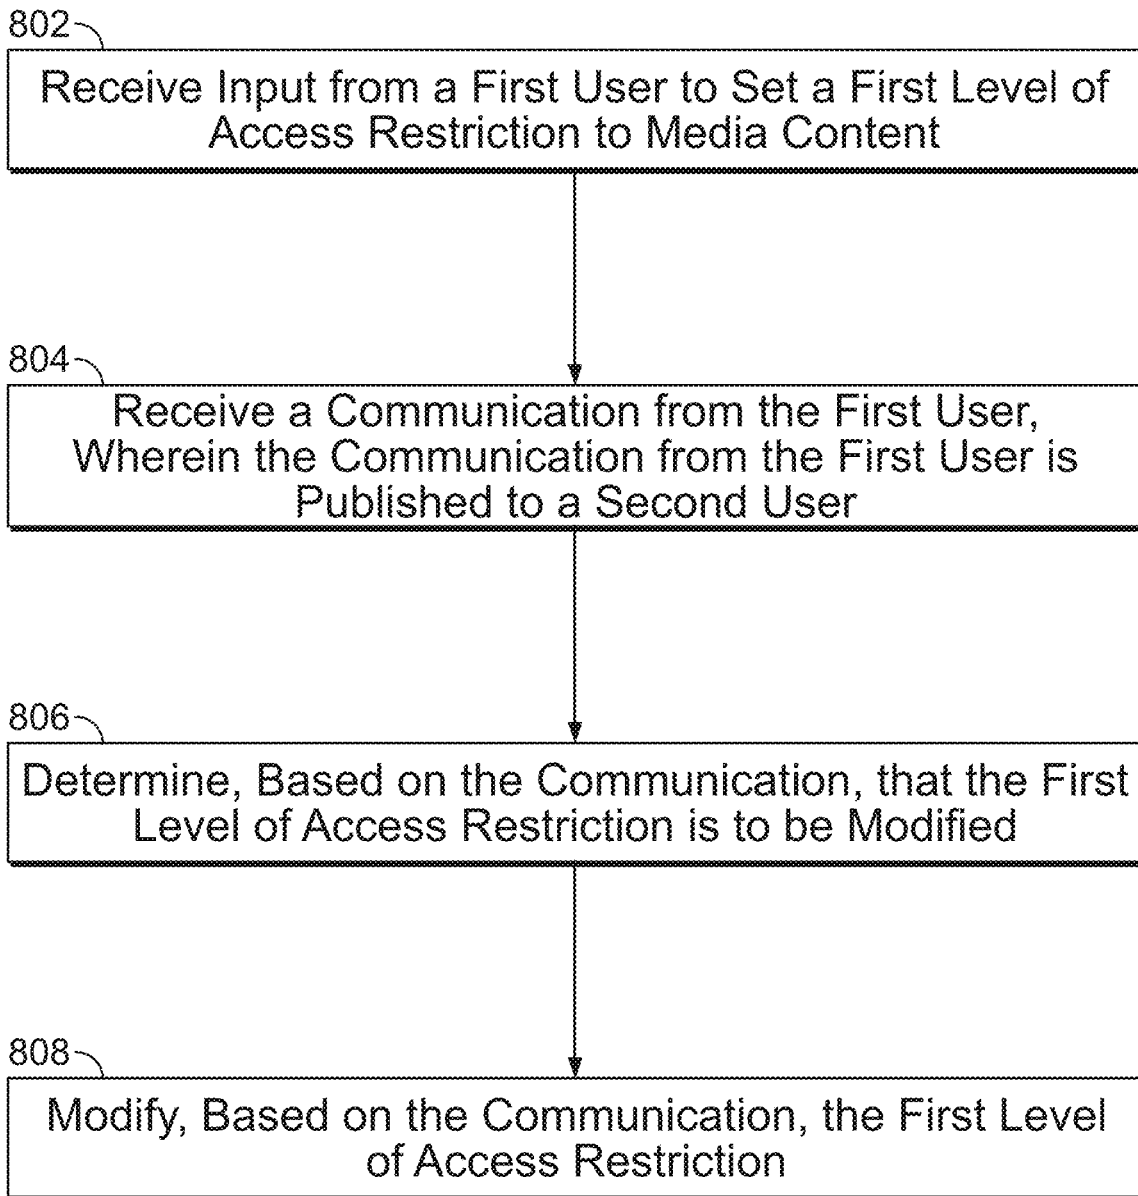 802
Receive Input from a First User to Set a First Level of
Access Restriction to Media Content
804
Receive a Communication from the First User,
Wherein the Communication from the First User is
Published to a Second User
806
Determine, Based on the Communication, that the First
Level of Access Restriction is to be Modified
808
Modify, Based on the Communication, the First Level
of Access Restriction